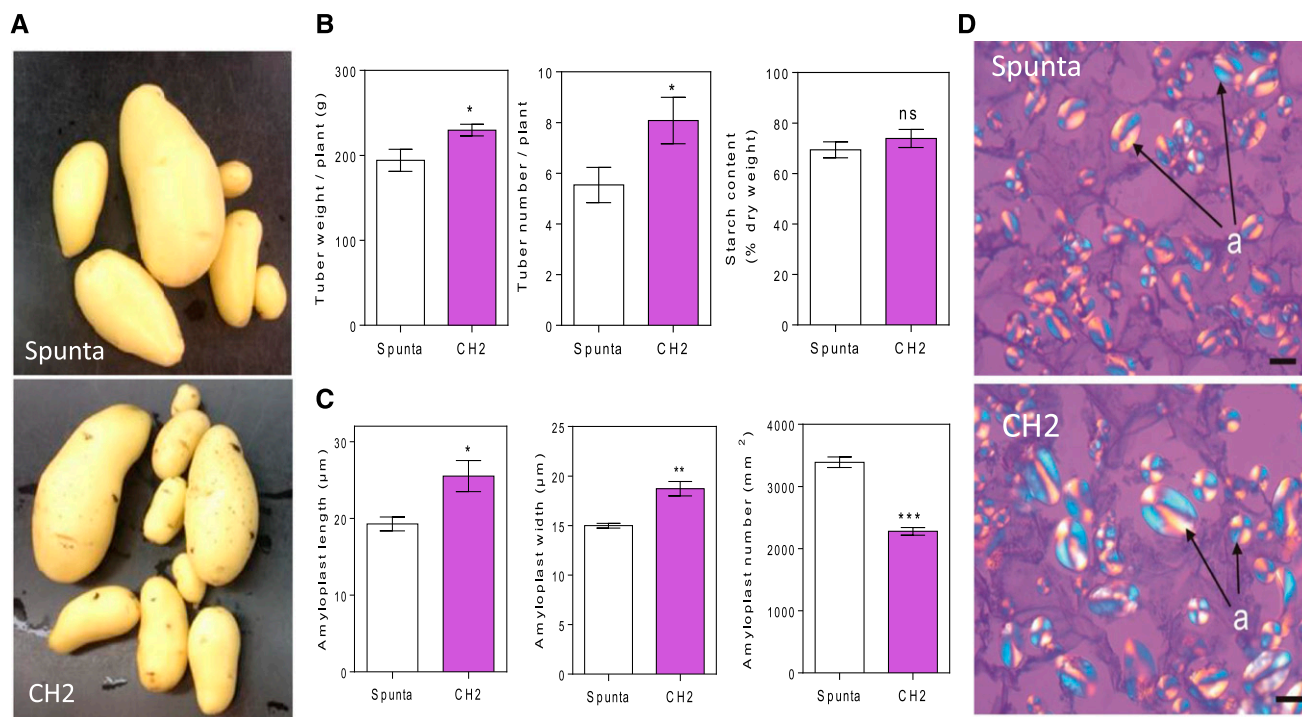 A
B
D
Spunta
CH2
Tuber weight / plant (g)
300
200
100
0
*
Spunta
CH2
Tuber number / plant
10
8
6
4
2
0
*
Spunta
CH2
Starch content
(% dry weight)
100
80
60
40
20
0
ns
Spunta
CH2
C
Amyloplast length (µm)
30
20
10
0
*
Spunta
CH2
Amyloplast width (µm)
25
20
15
10
5
0
**
Spunta
CH2
Amyloplast number (mm ²)
4000
3000
2000
1000
0
***
Spunta
CH2
Spunta
a
CH2
a